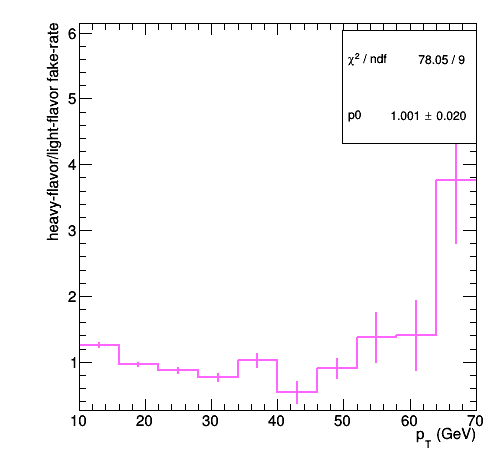 heavy-flavor/light-flavor fake-rate
χ² / ndf 78.05 / 9
p0 1.001 ± 0.020
6
5
4
3
2
1
10 20 30 40 50 60 70
p_T (GeV)